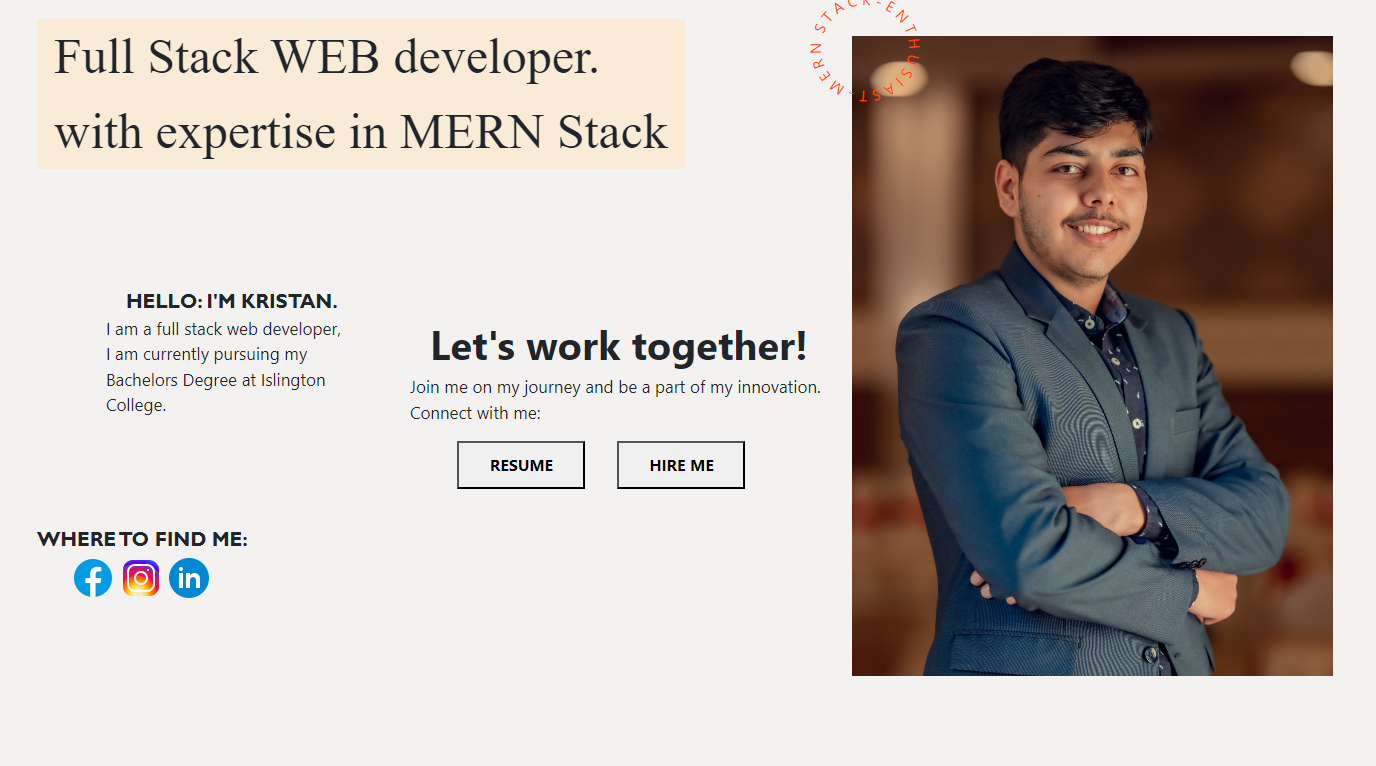 Full Stack WEB developer.
with expertise in MERN Stack
MERN STACK-ENTHUSIAST-
HELLO: I'M KRISTAN.
I am a full stack web developer,
I am currently pursuing my
Bachelors Degree at Islington
College.
Let's work together!
Join me on my journey and be a part of my innovation.
Connect with me:
RESUME
HIRE ME
WHERE TO FIND ME:
f
in